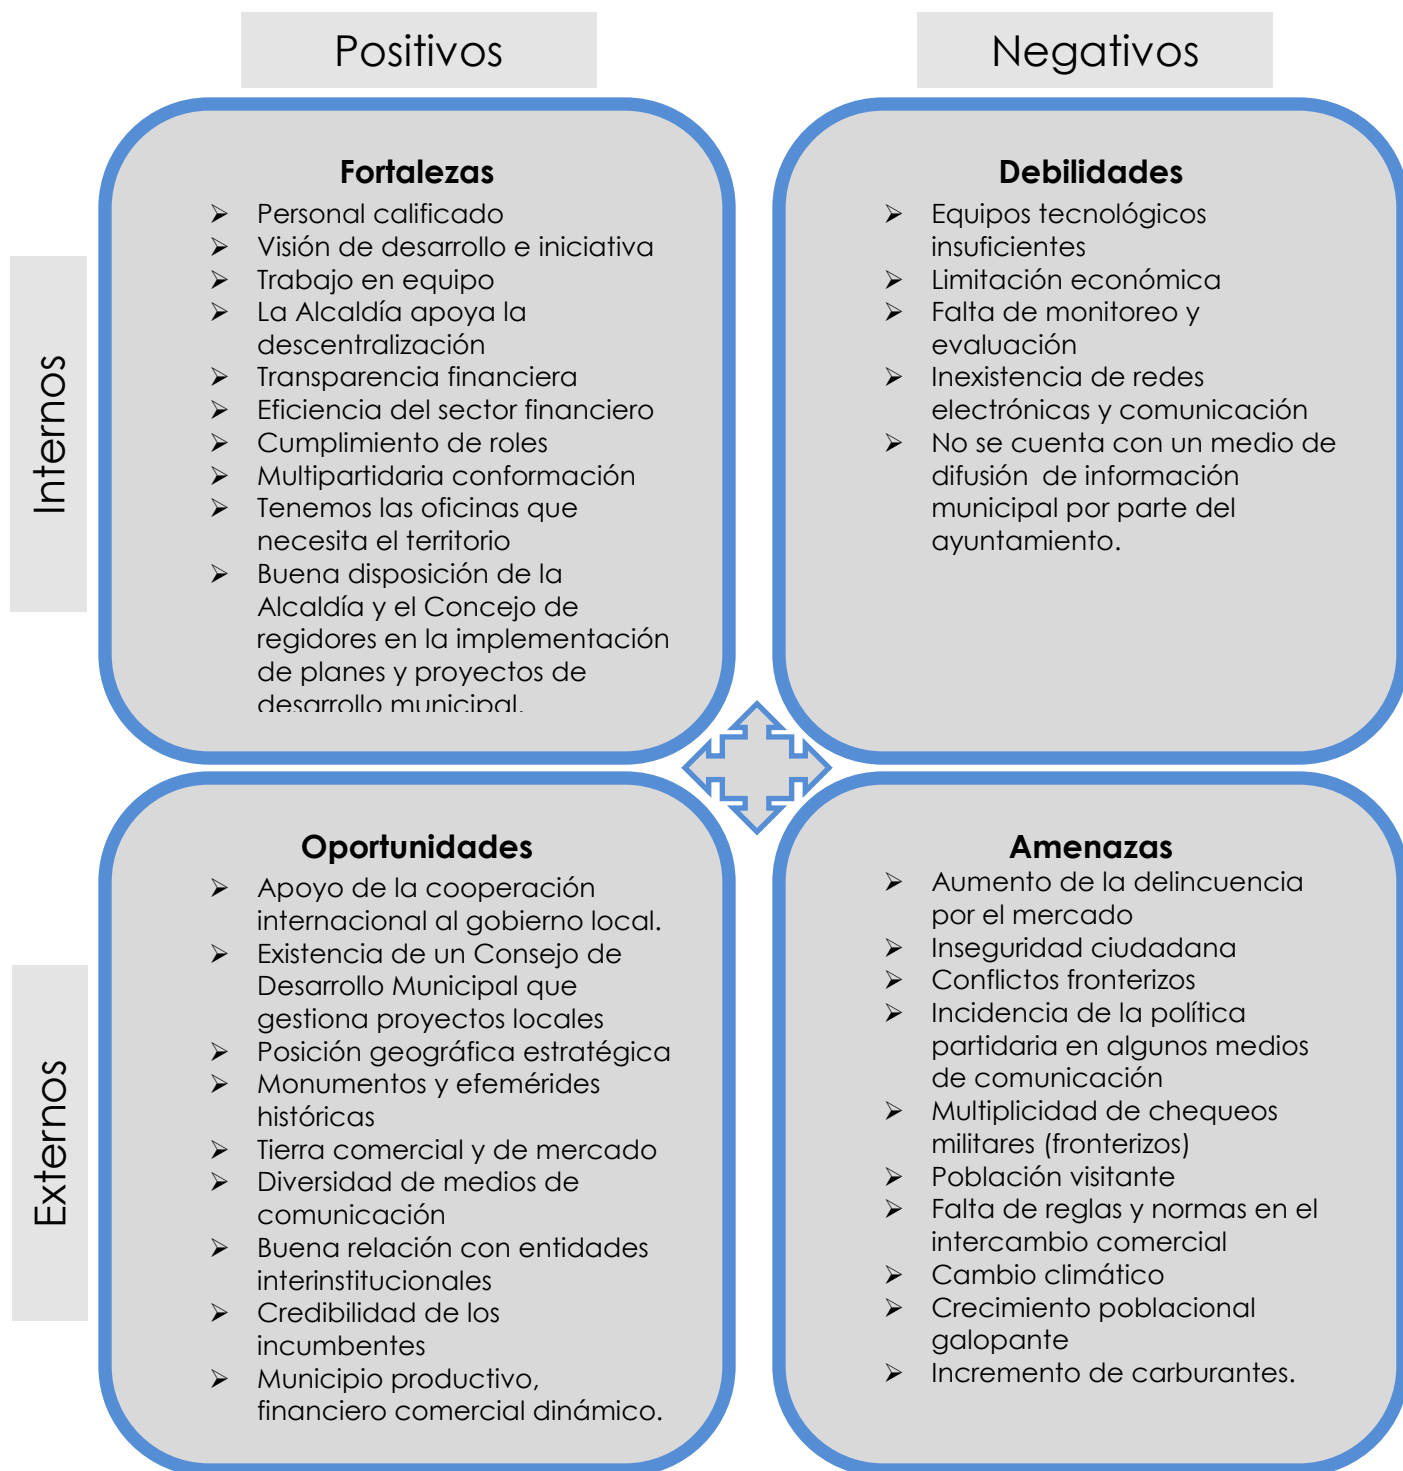 Positivos
Negativos
Internos
Fortalezas
➢ Personal calificado
➢ Visión de desarrollo e iniciativa
➢ Trabajo en equipo
➢ La Alcaldía apoya la
descentralización
➢ Transparencia financiera
➢ Eficiencia del sector financiero
➢ Cumplimiento de roles
➢ Multipartidaria conformación
➢ Tenemos las oficinas que
necesita el territorio
➢ Buena disposición de la
Alcaldía y el Concejo de
regidores en la implementación
de planes y proyectos de
desarrollo municipal.
Debilidades
➢ Equipos tecnológicos
insuficientes
➢ Limitación económica
➢ Falta de monitoreo y
evaluación
➢ Inexistencia de redes
electrónicas y comunicación
➢ No se cuenta con un medio de
difusión de información
municipal por parte del
ayuntamiento.
Externos
Oportunidades
➢ Apoyo de la cooperación
internacional al gobierno local.
➢ Existencia de un Consejo de
Desarrollo Municipal que
gestiona proyectos locales
➢ Posición geográfica estratégica
➢ Monumentos y efemérides
históricas
➢ Tierra comercial y de mercado
➢ Diversidad de medios de
comunicación
➢ Buena relación con entidades
interinstitucionales
➢ Credibilidad de los
incumbentes
➢ Municipio productivo,
financiero comercial dinámico.
Amenazas
➢ Aumento de la delincuencia
por el mercado
➢ Inseguridad ciudadana
➢ Conflictos fronterizos
➢ Incidencia de la política
partidaria en algunos medios
de comunicación
➢ Multiplicidad de chequeos
militares (fronterizos)
➢ Población visitante
➢ Falta de reglas y normas en el
intercambio comercial
➢ Cambio climático
➢ Crecimiento poblacional
galopante
➢ Incremento de carburantes.